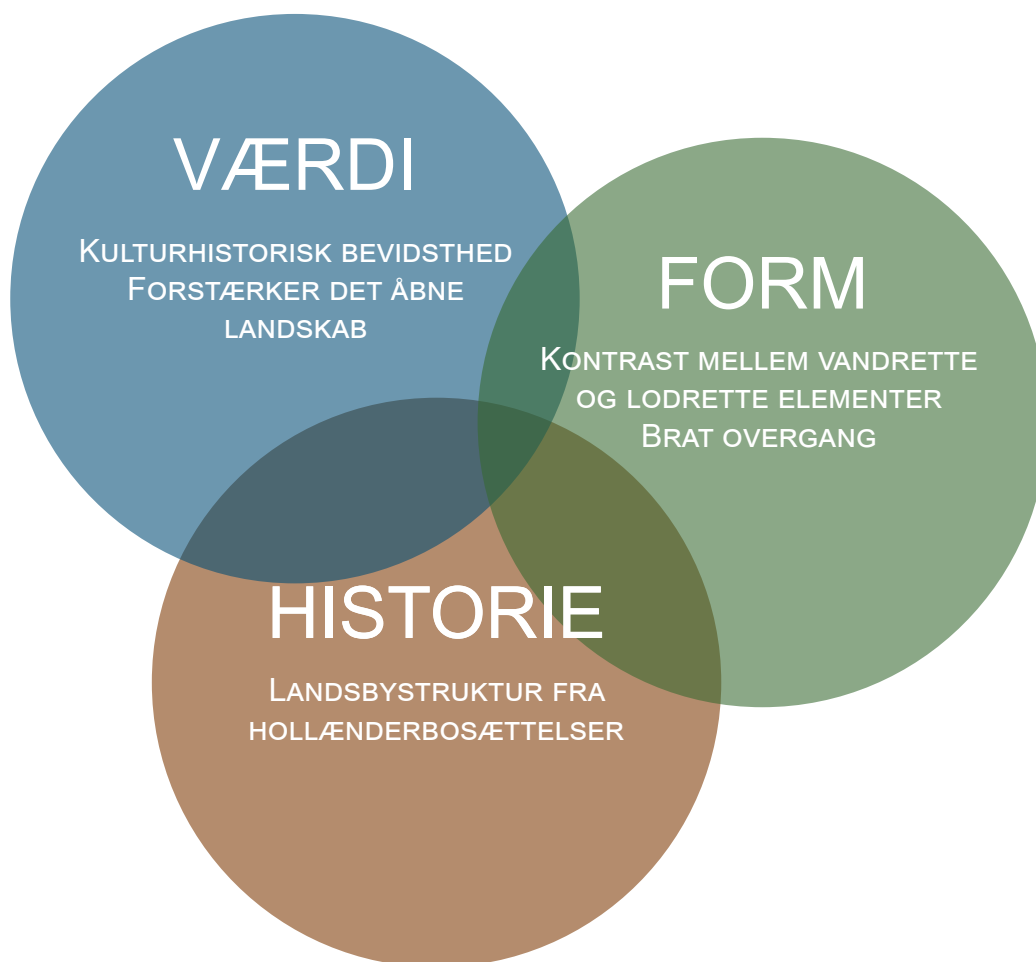 VÆRDI
Kulturhistorisk bevidsthed
Forstærker det åbne
landskab
FORM
Kontrast mellem vandrette
og lodrette elementer
Brat overgang
HISTORIE
Landsbystruktur fra
hollænderbosættelser